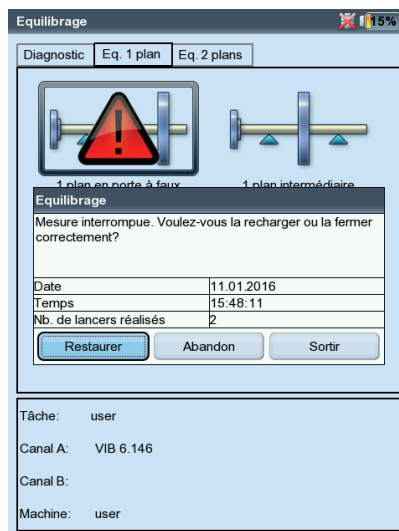 Equilibrage 15%
Diagnostic Eq. 1 plan Eq. 2 plans
1 plan en porte à faux 1 plan intermédiaire
Equilibrage
Mesure interrompue. Voulez-vous la recharger ou la fermer
correctement?
Date 11.01.2016
Temps 15:48:11
Nb. de lancers réalisés 2
Restaurer Abandon Sortir
Tâche: user
Canal A: VIB 6.146
Canal B:
Machine: user